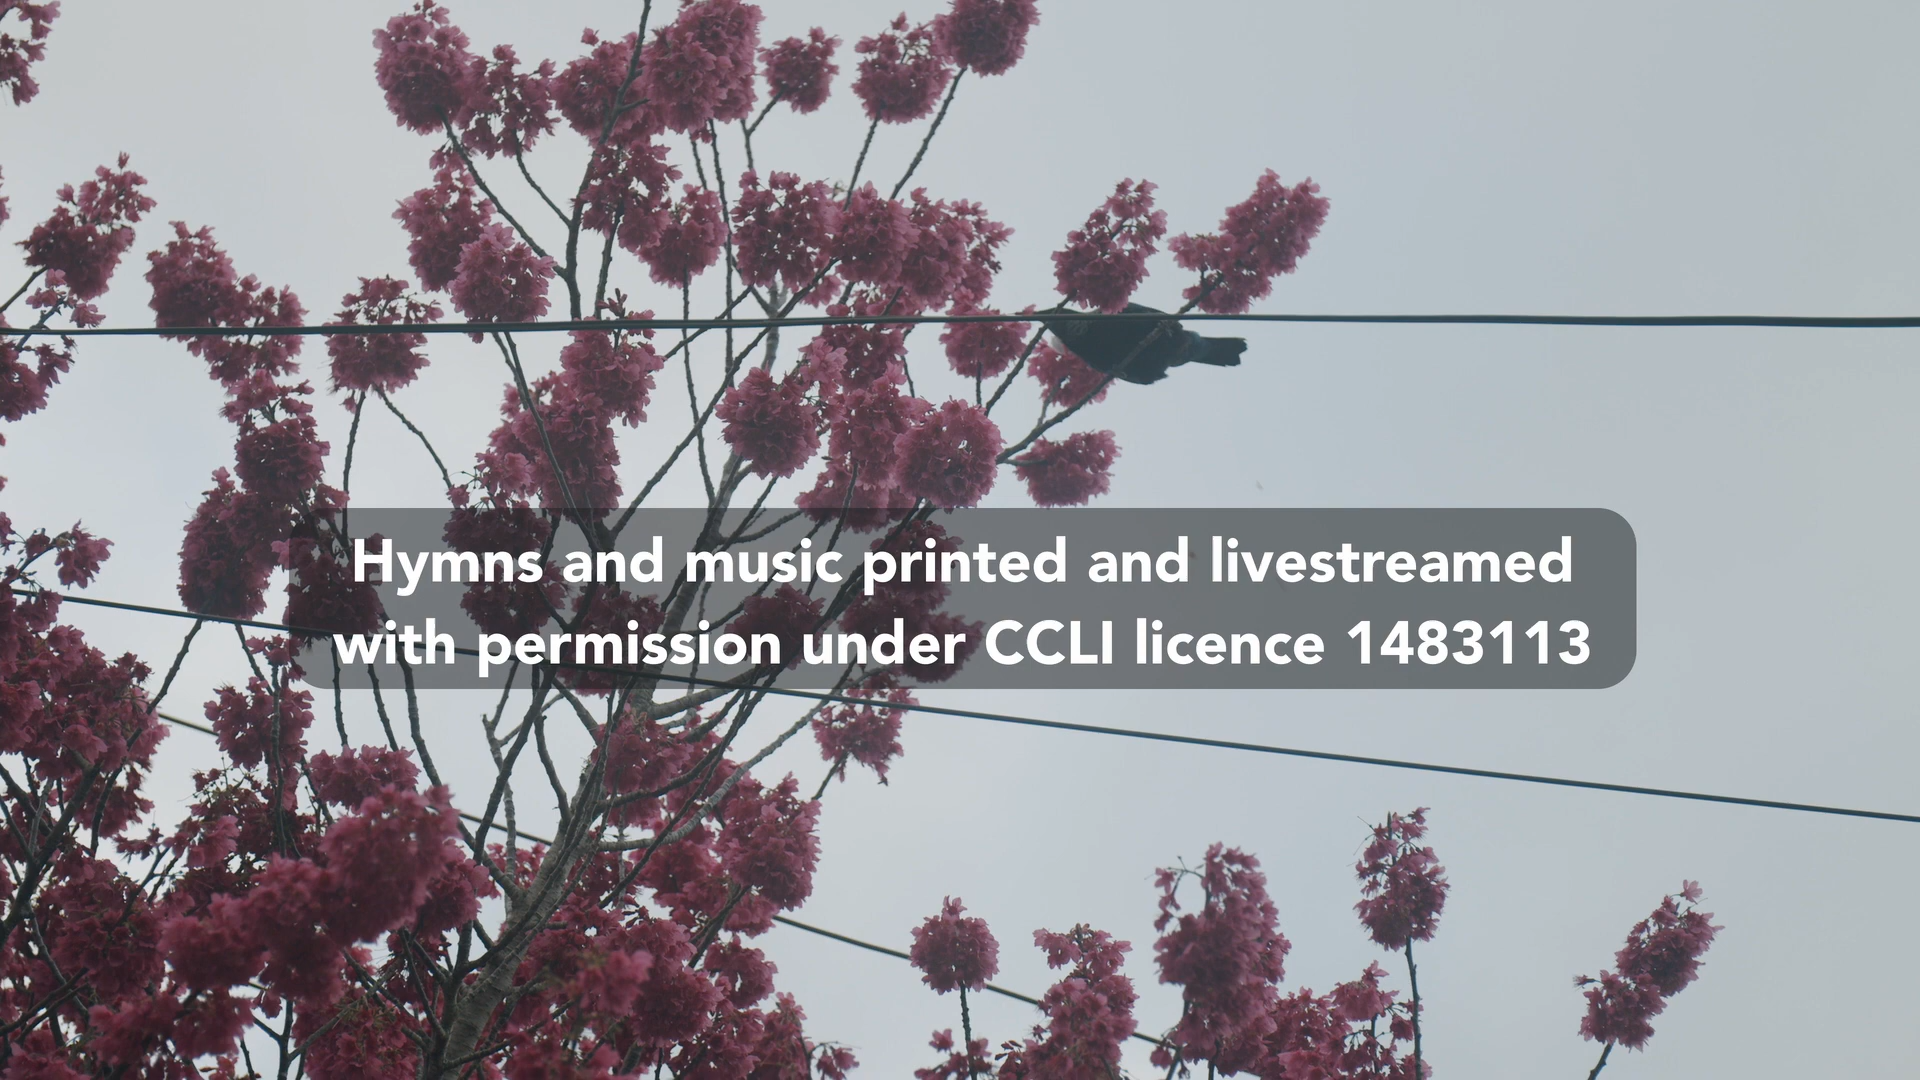 Hymns and music printed and livestreamed
with permission under CCLI licence 1483113